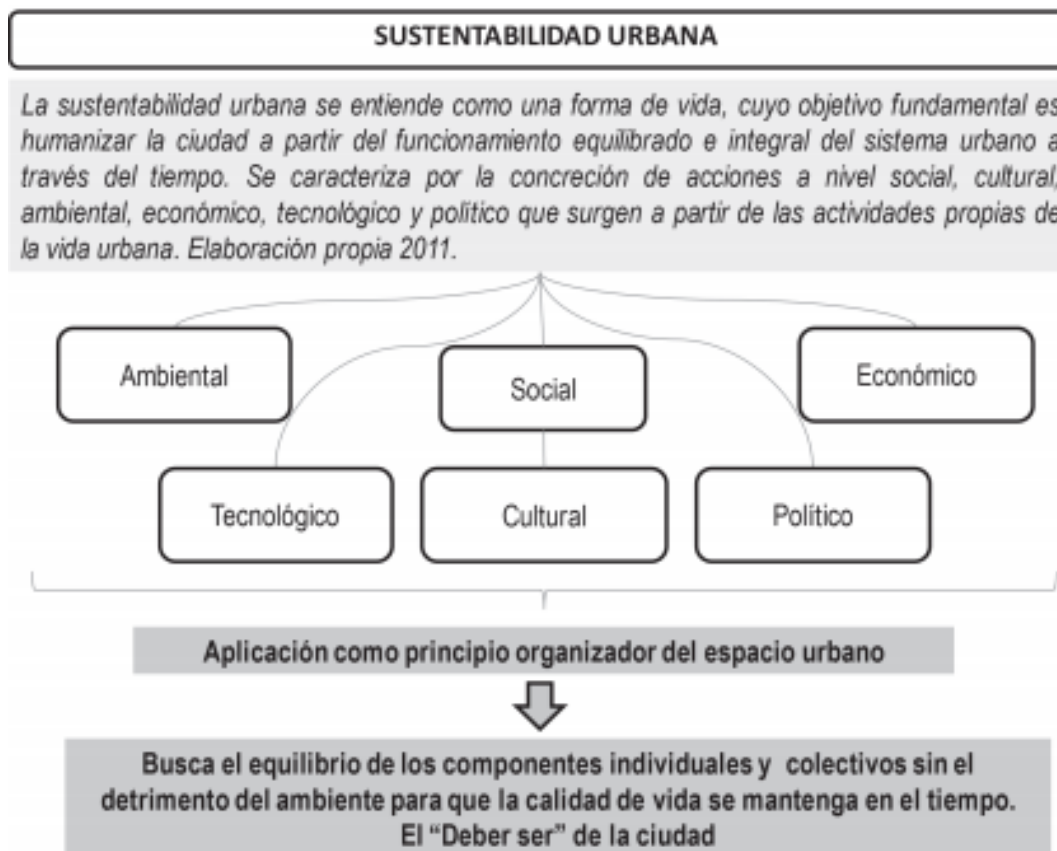 SUSTENTABILIDAD URBANA
La sustentabilidad urbana se entiende como una forma de vida, cuyo objetivo fundamental es
humanizar la ciudad a partir del funcionamiento equilibrado e integral del sistema urbano a
través del tiempo. Se caracteriza por la concreción de acciones a nivel social, cultural,
ambiental, económico, tecnológico y político que surgen a partir de las actividades propias de
la vida urbana. Elaboración propia 2011.
Ambiental
Social
Económico
Tecnológico
Cultural
Político
Aplicación como principio organizador del espacio urbano
Busca el equilibrio de los componentes individuales y colectivos sin el
detrimento del ambiente para que la calidad de vida se mantenga en el tiempo.
El “Deber ser” de la ciudad